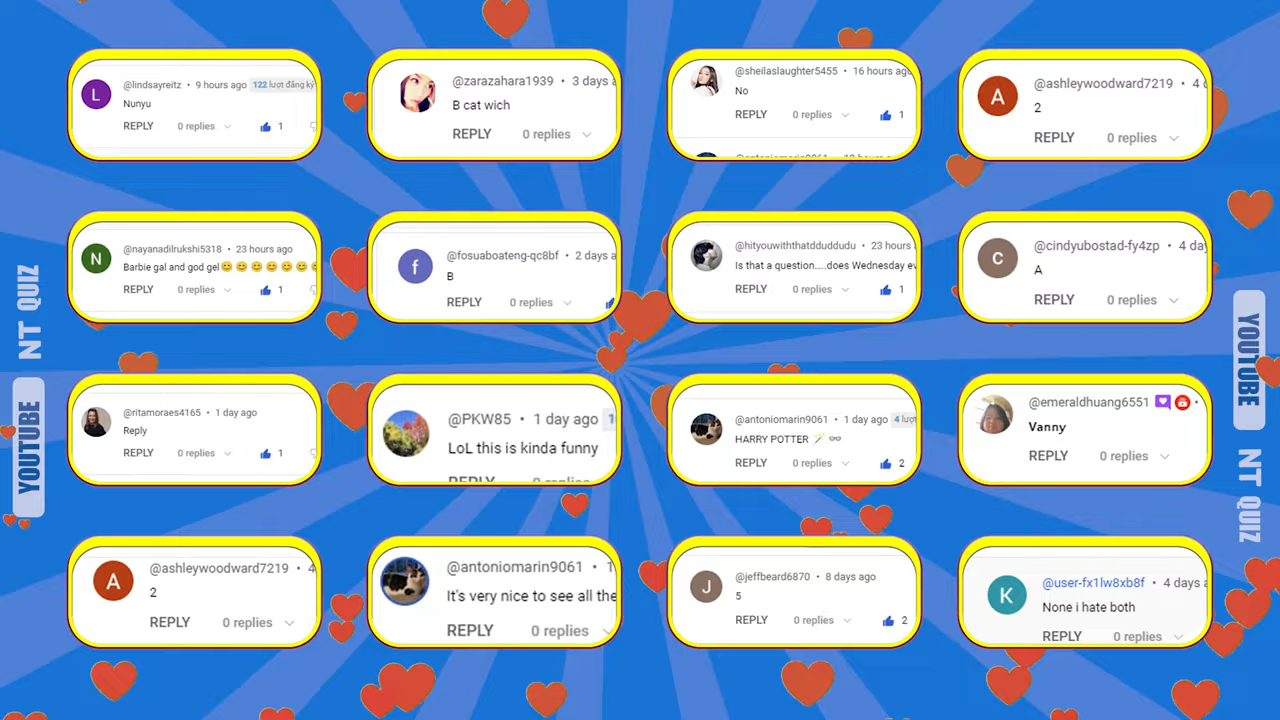 @lindsayreitz • 9 hours ago 122 lượt đăng ký
Nunyu
REPLY 0 replies 1
@zarazahara1939 • 3 days
B cat wich
REPLY 0 replies
@sheilaslaughter5455 • 16 hours ago
No
REPLY 0 replies 1
@antoniomarin9061
@ashleywoodward7219 • 4
2
REPLY 0 replies
@nayanadilrukshi5318 • 23 hours ago
Barbie gal and god gel😊😊😊😊😊😊😊
REPLY 0 replies 1
@fosuaboateng-qc8bf • 2 days
B
REPLY 0 replies
@hityouwiththatdduddudu • 23 hours
Is that a question.....does Wednesday
REPLY 0 replies 1
@cindyubostad-fy4zp • 4
A
REPLY 0 replies
@ritamoraes4165 • 1 day ago
Reply
REPLY 0 replies 1
@PKW85 • 1 day ago
LoL this is kinda funny
REPLY 0 replies
@antoniomarin9061 • 1 day ago 4 lượt
HARRY POTTER 🪄 👓
REPLY 0 replies 2
@emeraldhuang6551 •
Vanny
REPLY 0 replies
@ashleywoodward7219 • 4
2
REPLY 0 replies
@antoniomarin9061 • 1
It's very nice to see all the
REPLY 0 replies
@jeffbeard6870 • 8 days ago
5
REPLY 0 replies 2
@user-fx1lw8xb8f • 4 days
None i hate both
REPLY 0 replies
L
A
N
f
C
A
J
K
YOUTUBE NT QUIZ
YOUTUBE NT QUIZ